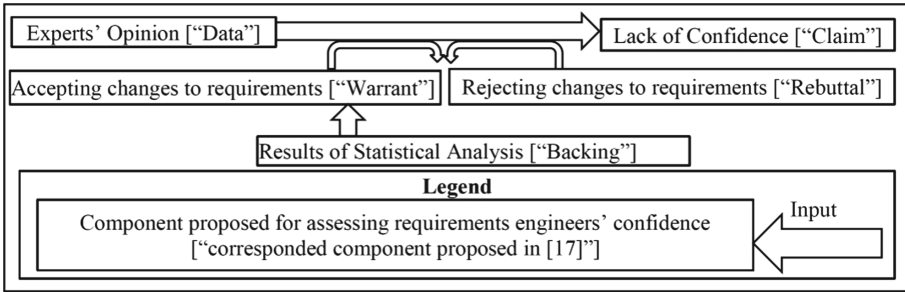 Experts’ Opinion [“Data”]
Lack of Confidence [“Claim”]
Accepting changes to requirements [“Warrant”]
Rejecting changes to requirements [“Rebuttal”]
Results of Statistical Analysis [“Backing”]
Legend
Component proposed for assessing requirements engineers’ confidence
[“corresponded component proposed in [17]”]
Input